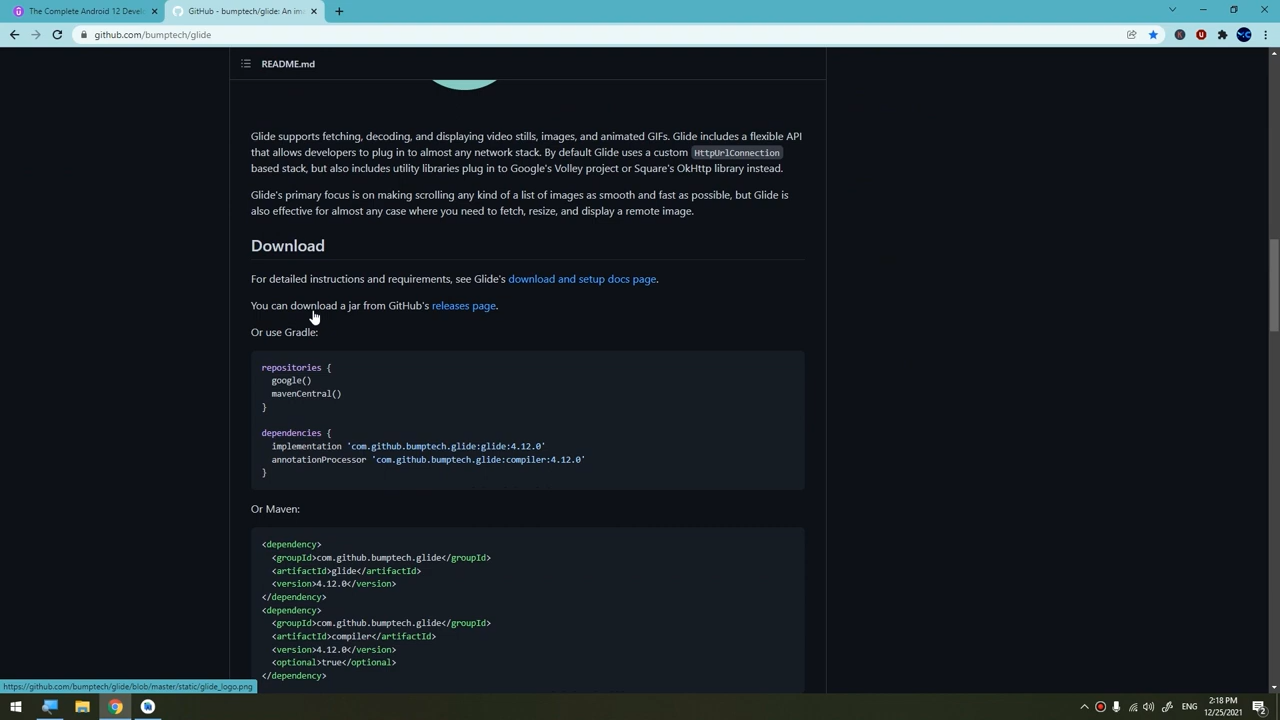 The Complete Android 12 Devel
GitHub - bumptech/glide: An im
github.com/bumptech/glide
README.md
Glide supports fetching, decoding, and displaying video stills, images, and animated GIFs. Glide includes a flexible API
that allows developers to plug in to almost any network stack. By default Glide uses a custom HttpUrlConnection
based stack, but also includes utility libraries plug in to Google's Volley project or Square's OkHttp library instead.
Glide's primary focus is on making scrolling any kind of a list of images as smooth and fast as possible, but Glide is
also effective for almost any case where you need to fetch, resize, and display a remote image.
Download
For detailed instructions and requirements, see Glide's download and setup docs page.
You can download a jar from GitHub's releases page.
Or use Gradle:
repositories {
google()
mavenCentral()
}
dependencies {
implementation 'com.github.bumptech.glide:glide:4.12.0'
annotationProcessor 'com.github.bumptech.glide:compiler:4.12.0'
}
Or Maven:
<dependency>
<groupId>com.github.bumptech.glide</groupId>
<artifactId>glide</artifactId>
<version>4.12.0</version>
</dependency>
<dependency>
<groupId>com.github.bumptech.glide</groupId>
<artifactId>compiler</artifactId>
<version>4.12.0</version>
<optional>true</optional>
</dependency>
https://github.com/bumptech/glide/blob/master/static/glide_logo.png
ENG
2:18 PM
12/25/2021
2